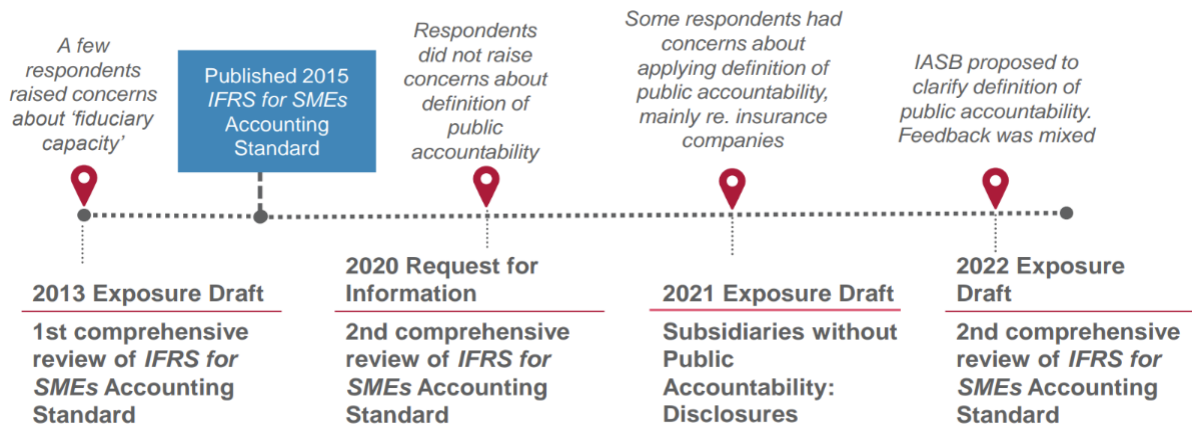 A few
respondents
raised concerns
about 'fiduciary
capacity'
Published 2015
IFRS for SMEs
Accounting
Standard
Respondents
did not raise
concerns about
definition of
public
accountability
Some respondents had
concerns about
applying definition of
public accountability,
mainly re. insurance
companies
IASB proposed to
clarify definition of
public accountability.
Feedback was mixed
2013 Exposure Draft
1st comprehensive
review of IFRS for
SMEs Accounting
Standard
2020 Request for
Information
2nd comprehensive
review of IFRS for
SMEs Accounting
Standard
2021 Exposure Draft
Subsidiaries without
Public
Accountability:
Disclosures
2022 Exposure
Draft
2nd comprehensive
review of IFRS for
SMEs Accounting
Standard